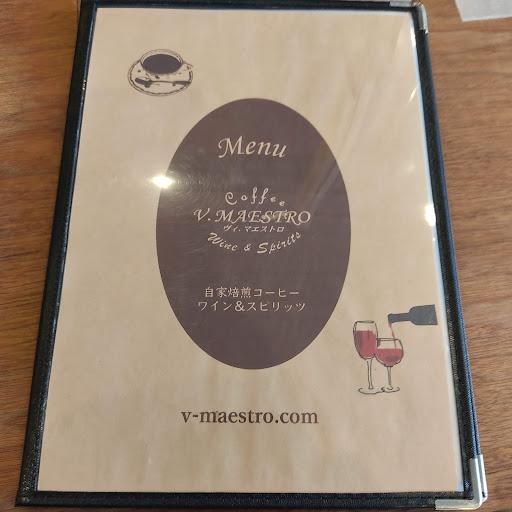 Menu
Coffee
V.MAESTRO
ヴィ.マエストロ
Wine & Spirits
自家焙煎コーヒー
ワイン＆スピリッツ
v-maestro.com